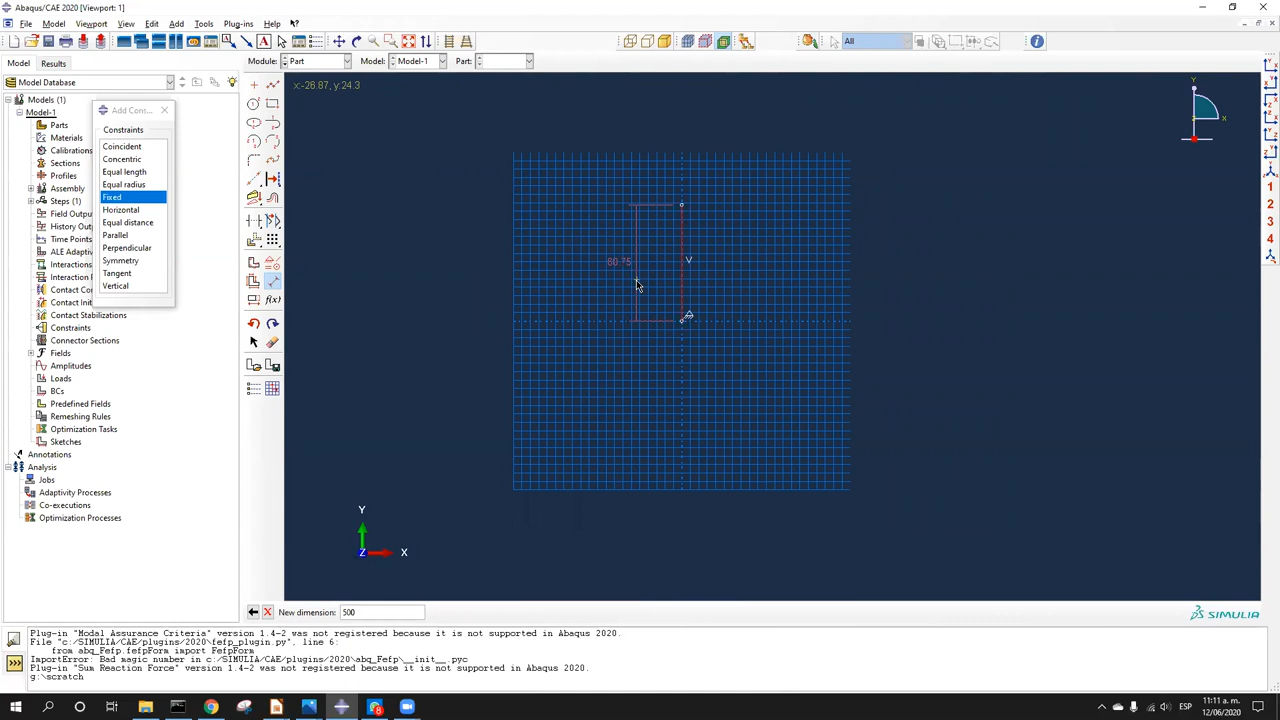 Abaqus/CAE 2020 [Viewport: 1]
File Model Viewport View Edit Add Tools Plug-ins Help
All
Model Results
Module: Part Model: Model-1 Part:
Model Database
x:-26.87, y:24.3
Models (1)
Model-1
Parts
Materials
Calibrations
Sections
Profiles
Assembly
Steps (1)
Field Outp
History Ou
Time Points
ALE Adaptiv
Interactions
Interaction
Contact Co
Contact Init
Contact Stabilizations
Constraints
Connector Sections
Fields
Amplitudes
Loads
BCs
Predefined Fields
Remeshing Rules
Optimization Tasks
Sketches
Annotations
Analysis
Jobs
Adaptivity Processes
Co-executions
Optimization Processes
Add Cons...
Constraints
Coincident
Concentric
Equal length
Equal radius
Fixed
Horizontal
Equal distance
Parallel
Perpendicular
Symmetry
Tangent
Vertical
f(x)
60.75
V
Y
X
Y
Z X
1
2
3
4
New dimension: 500
SIMULIA
Plug-in "Modal Assurance Criteria" version 1.4-2 was not registered because it is not supported in Abaqus 2020.
File "c:/SIMULIA/CAE/plugins/2020\fefp_plugin.py", line 6:
from abq_Fefp.fefpForm import FefpForm
ImportError: Bad magic number in c:/SIMULIA/CAE/plugins/2020\abq_Fefp\__init__.pyc
Plug-in "Sum Reaction Force" version 1.4-2 was not registered because it is not supported in Abaqus 2020.
g:\scratch
ESP
11:11 a. m.
12/06/2020